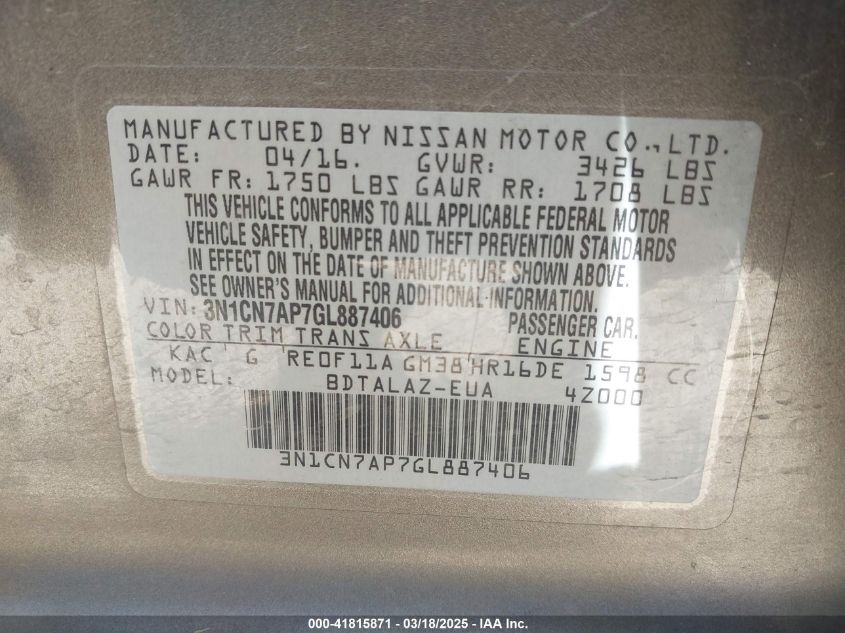 MANUFACTURED BY NISSAN MOTOR CO., LTD.
DATE: 04/16. GVWR: 3426 LBS
GAWR FR: 1750 LBS GAWR RR: 1708 LBS
THIS VEHICLE CONFORMS TO ALL APPLICABLE FEDERAL MOTOR
VEHICLE SAFETY, BUMPER AND THEFT PREVENTION STANDARDS
IN EFFECT ON THE DATE OF MANUFACTURE SHOWN ABOVE.
SEE OWNER'S MANUAL FOR ADDITIONAL INFORMATION.
VIN: 3N1CN7AP7GL887406 PASSENGER CAR.
COLOR TRIM TRANS AXLE ENGINE
KAC G RE0F11A GM38 HR16DE 1598 CC
MODEL: BDTALAZ-EUA 4Z000
3N1CN7AP7GL887406
000-41815871 - 03/18/2025 - IAA Inc.